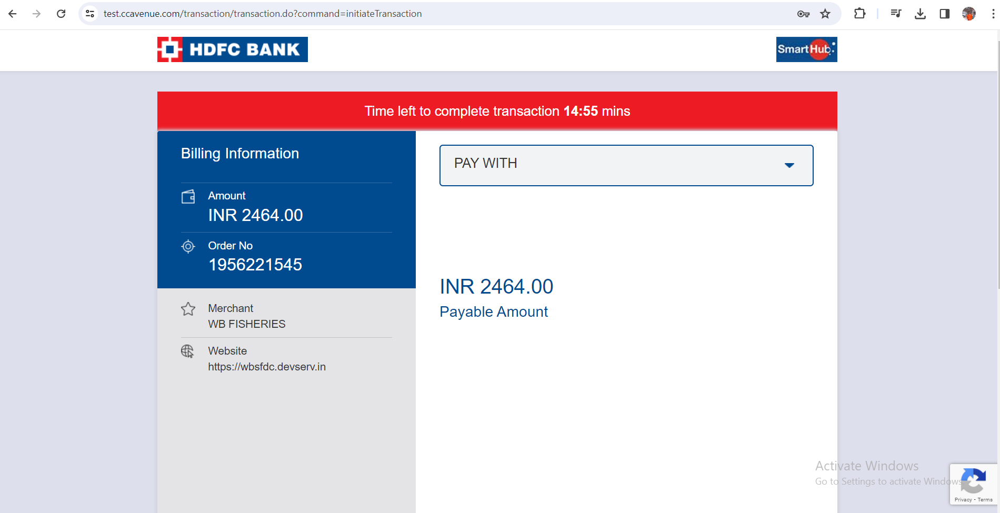 test.ccavenue.com/transaction/transaction.do?command=initiateTransaction
HDFC BANK
SmartHub
Time left to complete transaction 14:55 mins
Billing Information
PAY WITH
Amount
INR 2464.00
Order No
1956221545
INR 2464.00
Payable Amount
Merchant
WB FISHERIES
Website
https://wbsfdc.devserv.in
Activate Windows
Go to Settings to activate Windows
Privacy - Terms